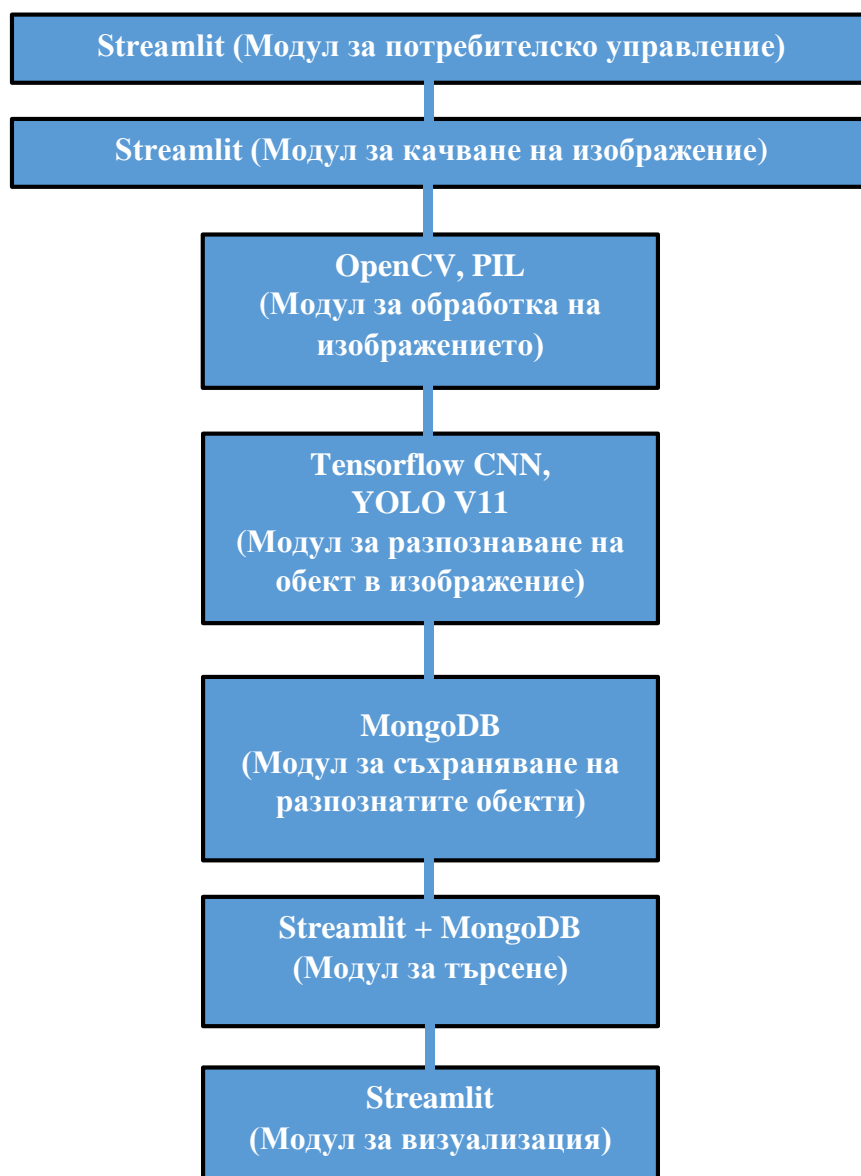 Streamlit (Модул за потребителско управление)
Streamlit (Модул за качване на изображение)
OpenCV, PIL
(Модул за обработка на
изображението)
Tensorflow CNN,
YOLO V11
(Модул за разпознаване на
обект в изображение)
MongoDB
(Модул за съхраняване на
разпознатите обекти)
Streamlit + MongoDB
(Модул за търсене)
Streamlit
(Модул за визуализация)